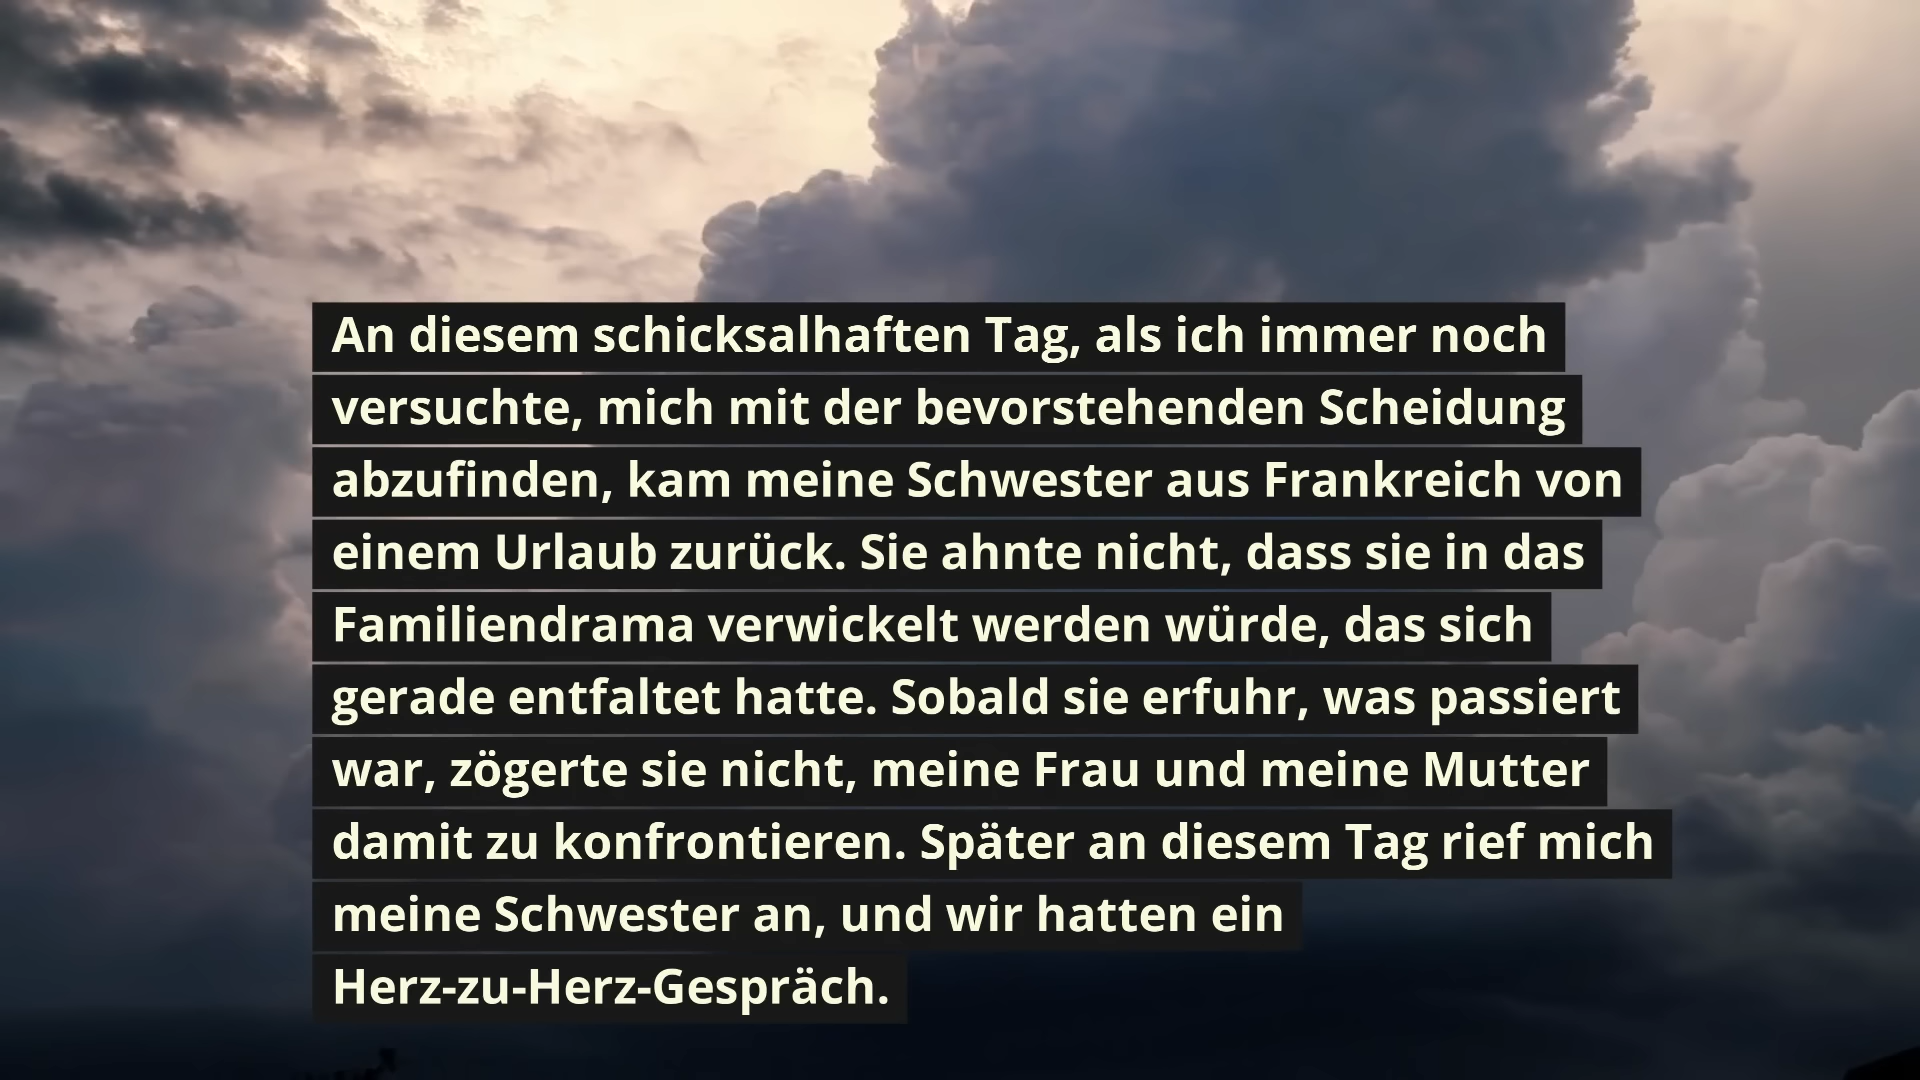 An diesem schicksalhaften Tag, als ich immer noch
versuchte, mich mit der bevorstehenden Scheidung
abzufinden, kam meine Schwester aus Frankreich von
einem Urlaub zurück. Sie ahnte nicht, dass sie in das
Familiendrama verwickelt werden würde, das sich
gerade entfaltet hatte. Sobald sie erfuhr, was passiert
war, zögerte sie nicht, meine Frau und meine Mutter
damit zu konfrontieren. Später an diesem Tag rief mich
meine Schwester an, und wir hatten ein
Herz-zu-Herz-Gespräch.